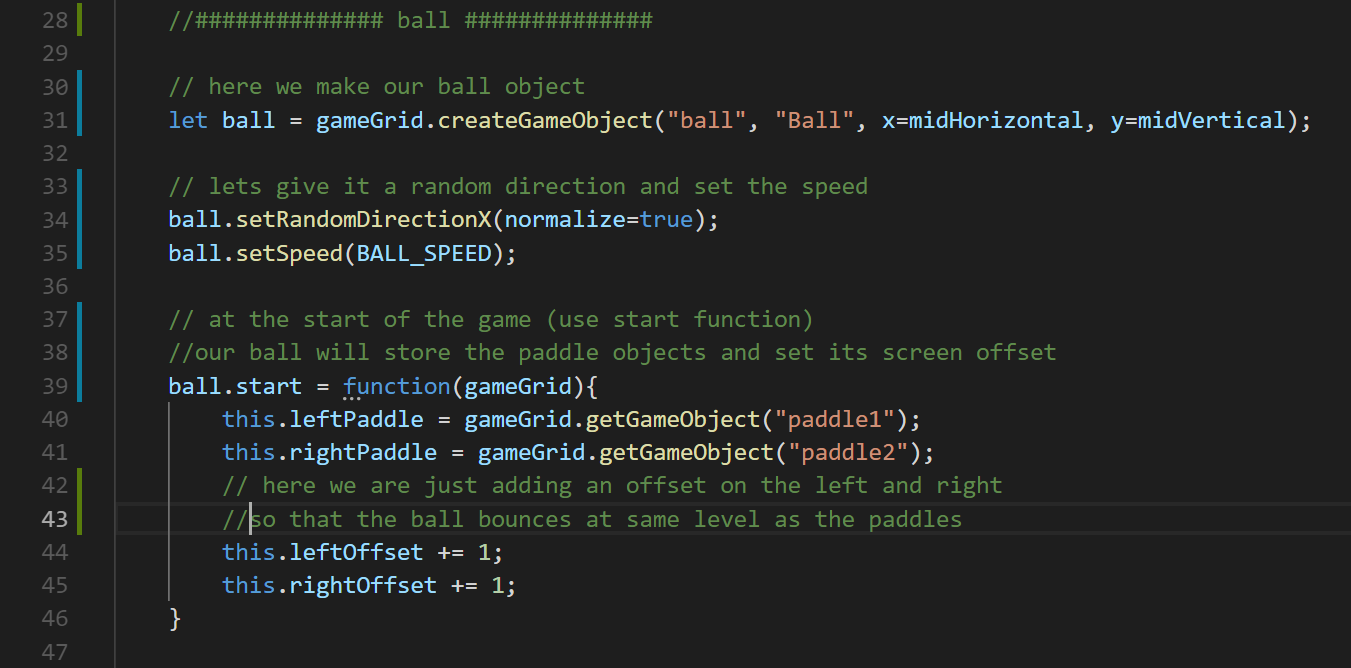 28 //############## ball ##############
29
30 // here we make our ball object
31 let ball = gameGrid.createGameObject("ball", "Ball", x=midHorizontal, y=midVertical);
32
33 // lets give it a random direction and set the speed
34 ball.setRandomDirectionX(normalize=true);
35 ball.setSpeed(BALL_SPEED);
36
37 // at the start of the game (use start function)
38 //our ball will store the paddle objects and set its screen offset
39 ball.start = function(gameGrid){
40 this.leftPaddle = gameGrid.getGameObject("paddle1");
41 this.rightPaddle = gameGrid.getGameObject("paddle2");
42 // here we are just adding an offset on the left and right
43 //so that the ball bounces at same level as the paddles
44 this.leftOffset += 1;
45 this.rightOffset += 1;
46 }
47